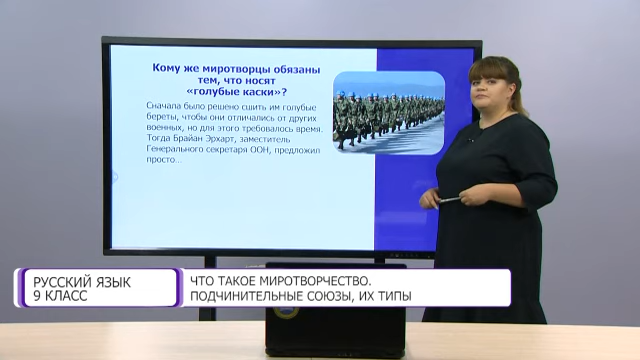 Кому же миротворцы обязаны
тем, что носят
«голубые каски»?
Сначала было решено сшить им голубые
береты, чтобы они отличались от других
военных, но для этого требовалось время.
Тогда Брайан Эрхарт, заместитель
Генерального секретаря ООН, предложил
просто...
РУССКИЙ ЯЗЫК
9 КЛАСС
ЧТО ТАКОЕ МИРОТВОРЧЕСТВО.
ПОДЧИНИТЕЛЬНЫЕ СОЮЗЫ, ИХ ТИПЫ